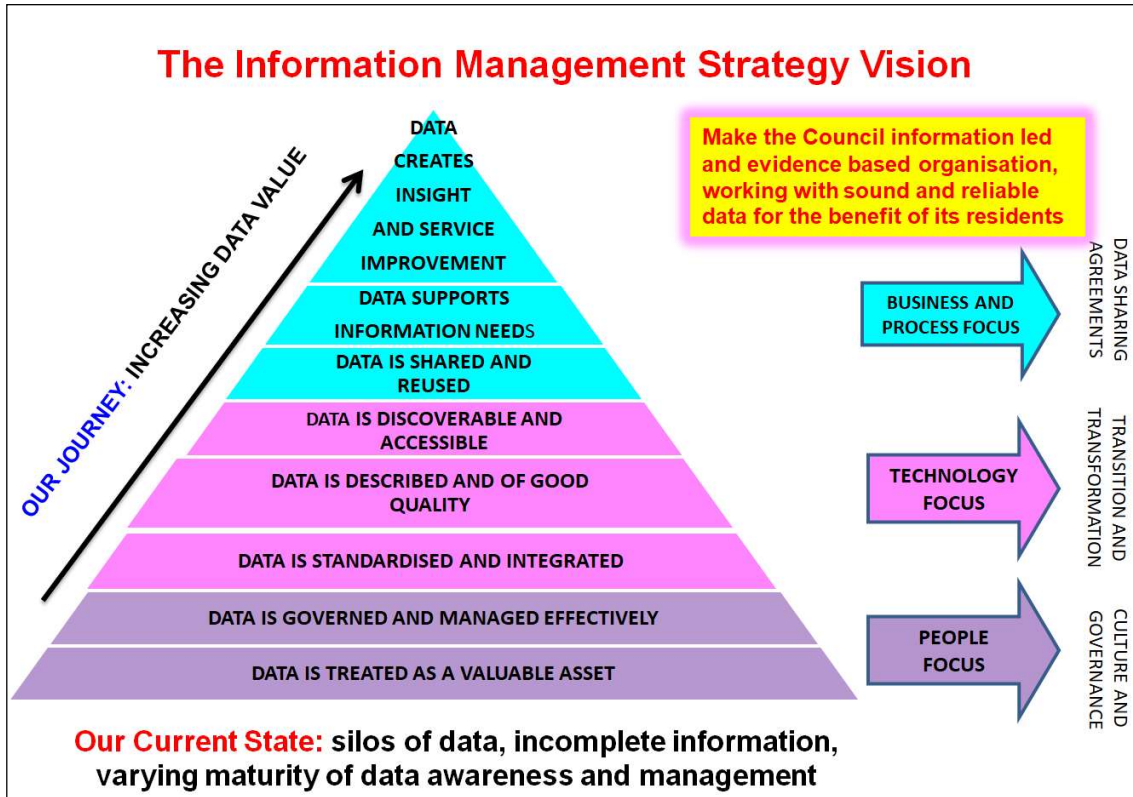 The Information Management Strategy Vision
DATA
CREATES
INSIGHT
AND SERVICE
IMPROVEMENT
DATA SUPPORTS
INFORMATION NEEDS
DATA IS SHARED AND
REUSED
DATA IS DISCOVERABLE AND
ACCESSIBLE
DATA IS DESCRIBED AND OF GOOD
QUALITY
DATA IS STANDARDISED AND INTEGRATED
DATA IS GOVERNED AND MANAGED EFFECTIVELY
DATA IS TREATED AS A VALUABLE ASSET
OUR JOURNEY: INCREASING DATA VALUE
Make the Council information led
and evidence based organisation,
working with sound and reliable
data for the benefit of its residents
BUSINESS AND
PROCESS FOCUS
DATA SHARING
AGREEMENTS
TECHNOLOGY
FOCUS
TRANSITION AND
TRANSFORMATION
PEOPLE
FOCUS
CULTURE AND
GOVERNANCE
Our Current State: silos of data, incomplete information,
varying maturity of data awareness and management